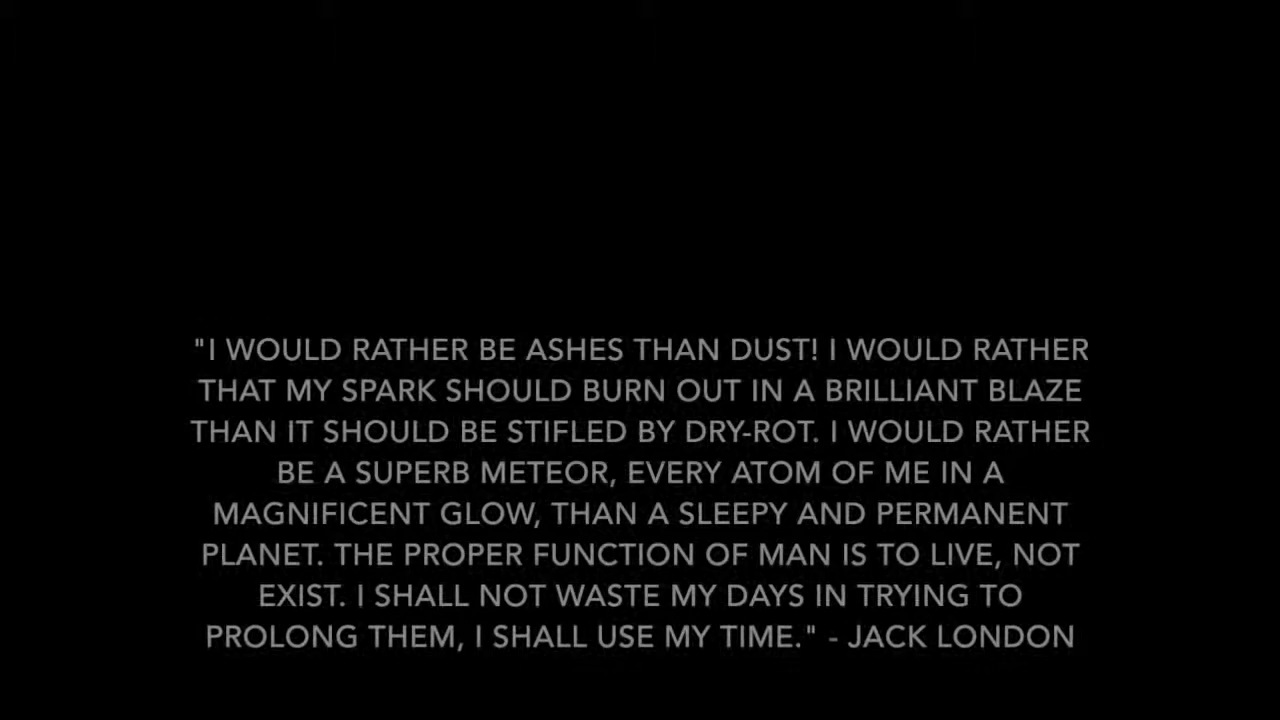 "I WOULD RATHER BE ASHES THAN DUST! I WOULD RATHER
THAT MY SPARK SHOULD BURN OUT IN A BRILLIANT BLAZE
THAN IT SHOULD BE STIFLED BY DRY-ROT. I WOULD RATHER
BE A SUPERB METEOR, EVERY ATOM OF ME IN A
MAGNIFICENT GLOW, THAN A SLEEPY AND PERMANENT
PLANET. THE PROPER FUNCTION OF MAN IS TO LIVE, NOT
EXIST. I SHALL NOT WASTE MY DAYS IN TRYING TO
PROLONG THEM, I SHALL USE MY TIME." - JACK LONDON